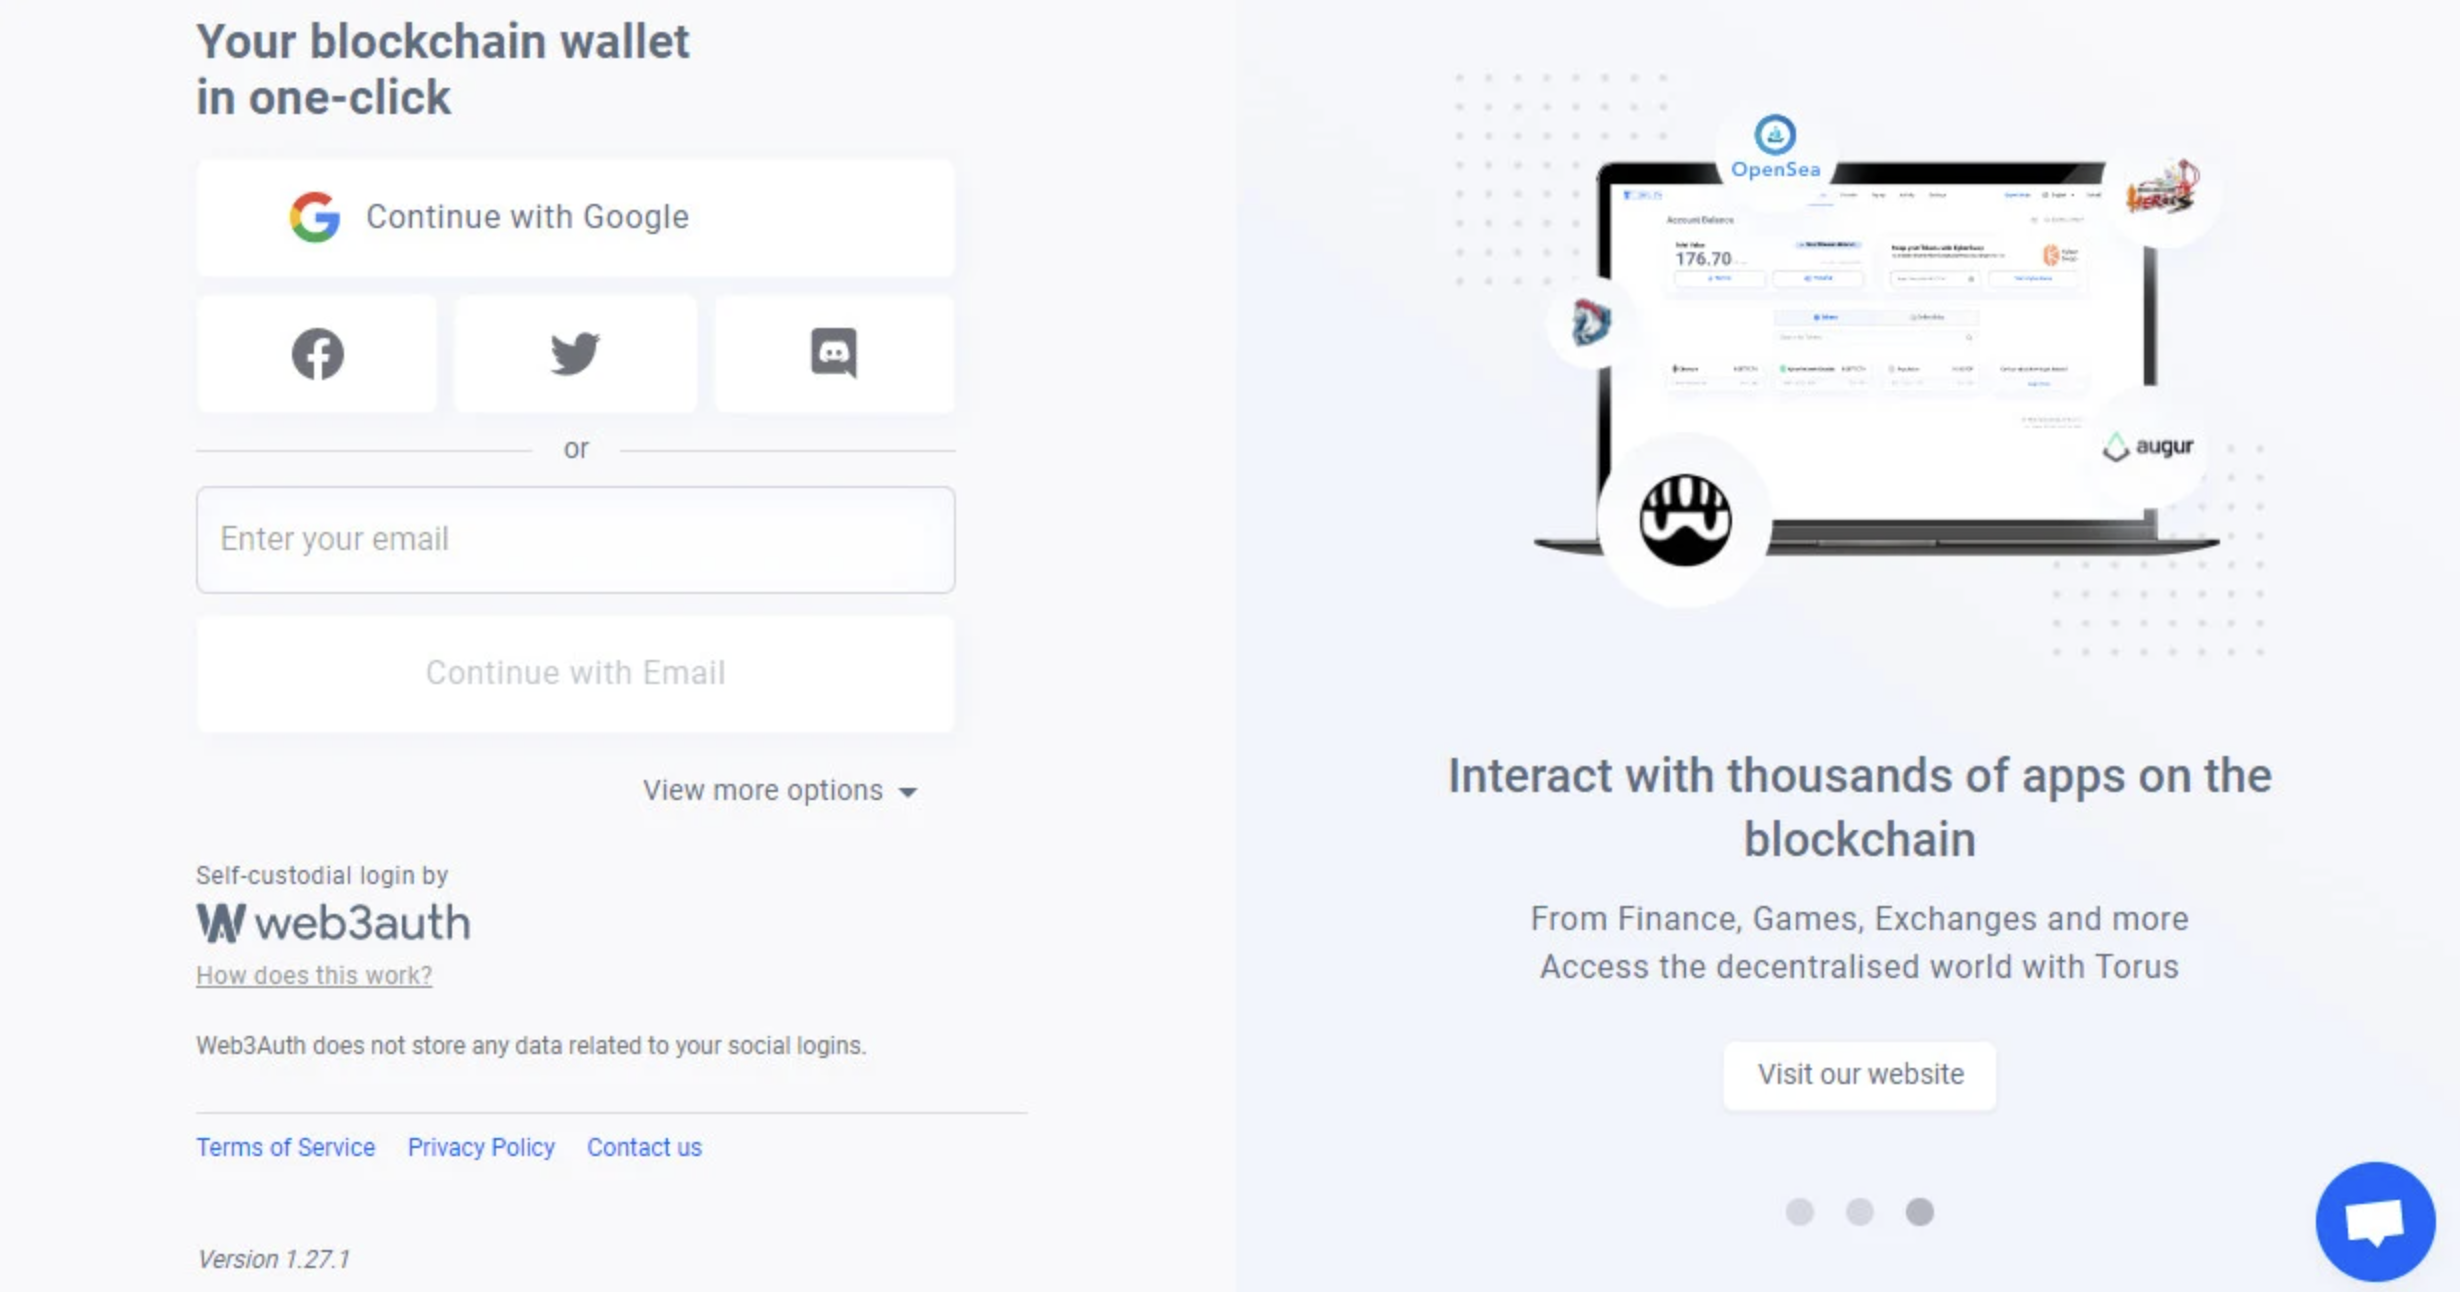 Your blockchain wallet
in one-click
Continue with Google
or
Enter your email
Continue with Email
View more options
Self-custodial login by
web3auth
How does this work?
Web3Auth does not store any data related to your social logins.
Terms of Service Privacy Policy Contact us
Version 1.27.1
OpenSea
HEROES
Account Balance
Total Value
176.70
augur
Interact with thousands of apps on the
blockchain
From Finance, Games, Exchanges and more
Access the decentralised world with Torus
Visit our website